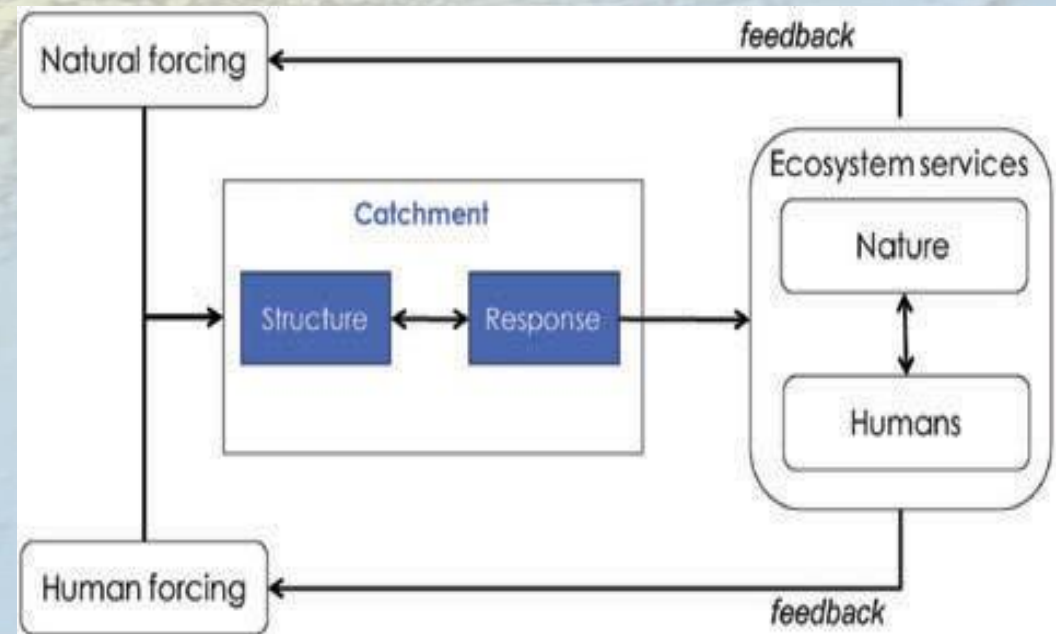 feedback
Natural forcing
Ecosystem services
Catchment
Nature
Structure
Response
Humans
Human forcing
feedback